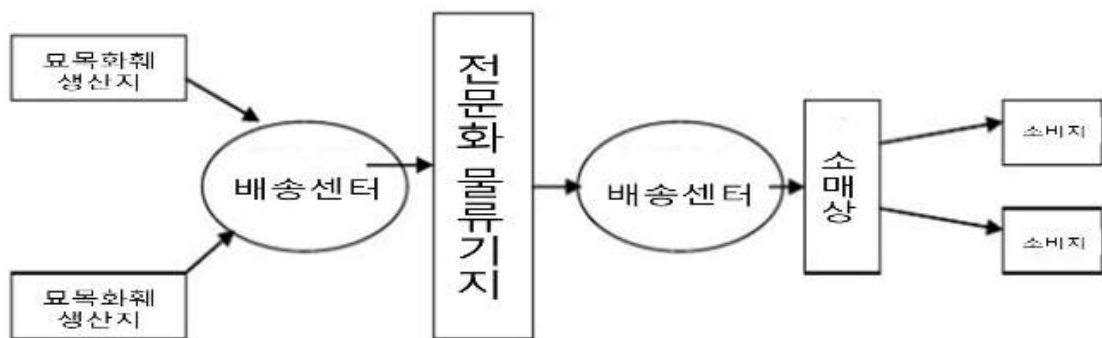 묘목화훼
생산지
묘목화훼
생산지
배송센터
전문화 물류기지
배송센터
소매상
소비지
소비지